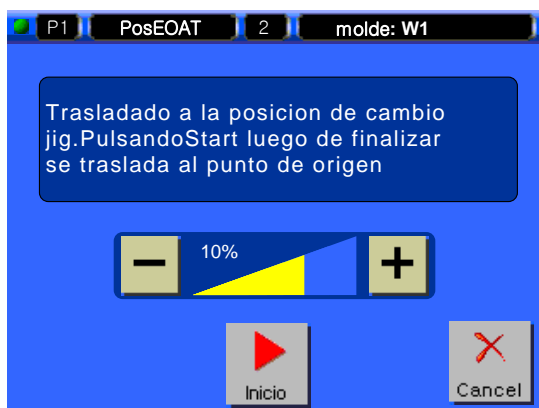 P1 PosEOAT 2 molde: W1
Trasladado a la posicion de cambio
jig.PulsandoStart luego de finalizar
se traslada al punto de origen
− 10% +
Inicio
Cancel